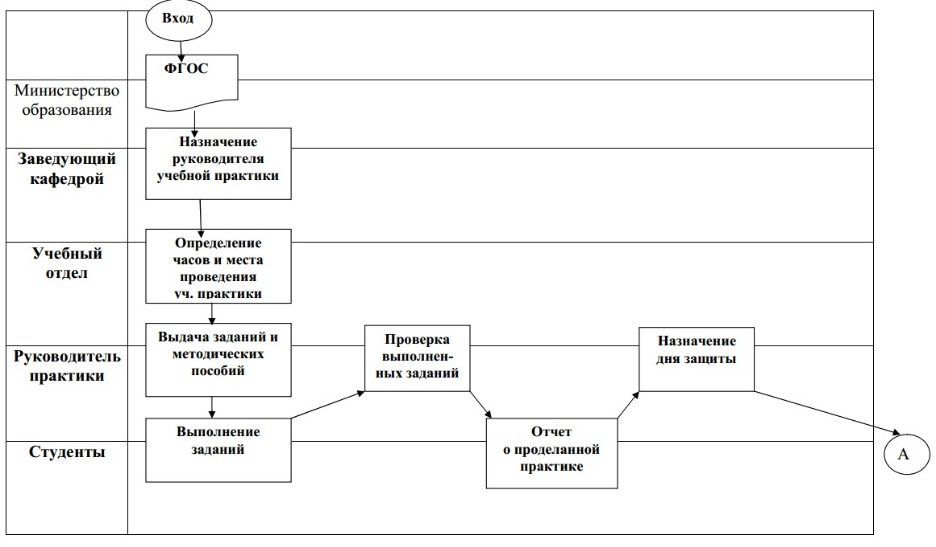 Вход
ФГОС
Министерство
образования
Назначение
руководителя
учебной практики
Заведующий
кафедрой
Учебный
отдел
Определение
часов и места
проведения
уч. практики
Руководитель
практики
Выдача заданий и
методических
пособий
Проверка
выполнен-
ных заданий
Назначение
дня защиты
Студенты
Выполнение
заданий
Отчет
о проделанной
практике
А